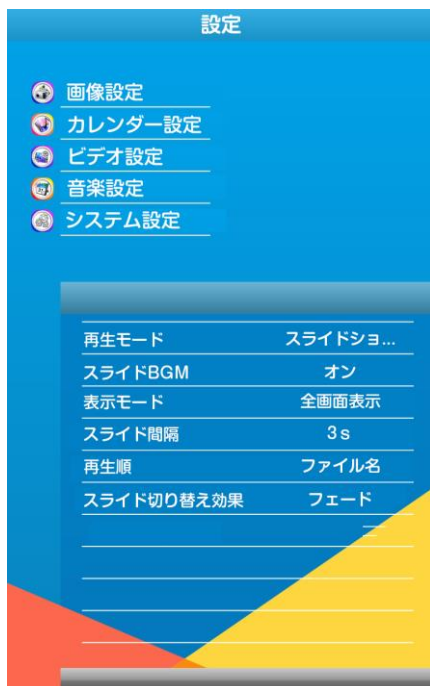 設定
画像設定
カレンダー設定
ビデオ設定
音楽設定
システム設定
再生モード スライドショ...
スライドBGM オン
表示モード 全画面表示
スライド間隔 3s
再生順 ファイル名
スライド切り替え効果 フェード